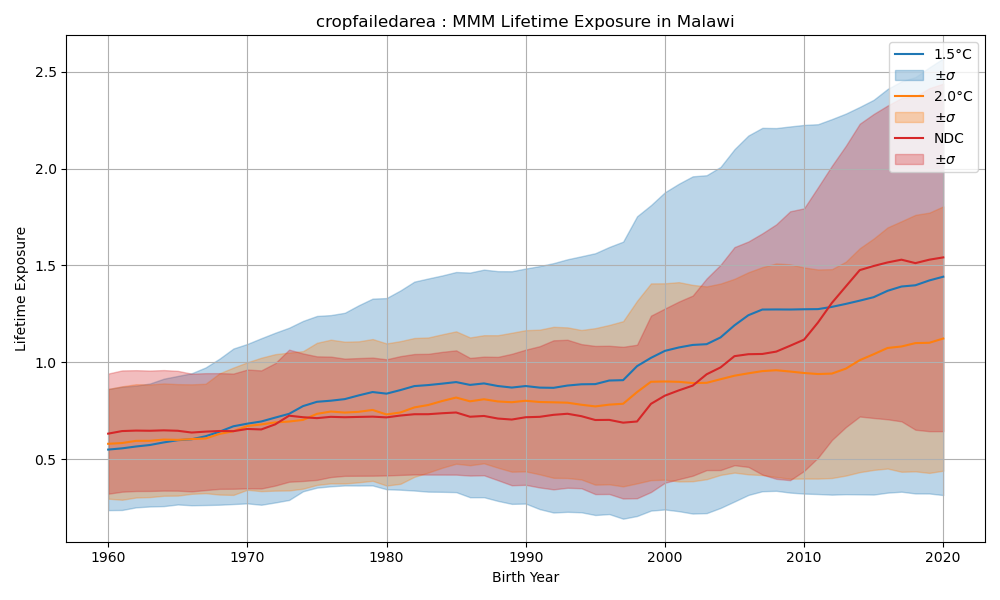 cropfailedarea : MMM Lifetime Exposure in Malawi
Lifetime Exposure
2.5
2.0
1.5
1.0
0.5
1960 1970 1980 1990 2000 2010 2020
Birth Year
1.5°C
±σ
2.0°C
±σ
NDC
±σ